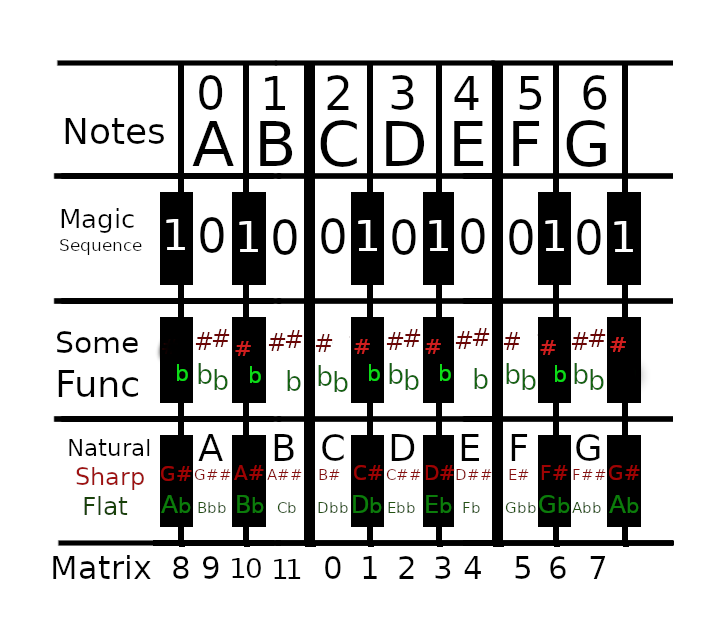 0 1 2 3 4 5 6
Notes A B C D E F G
Magic
Sequence
1 0 1 0 0 1 0 1 0 0 1 0 1
Some
Func
## # ## # # ## # ## # # ## #
b bb b b bb b bb b b bb b bb
Natural A B C D E F G
Sharp G# G## A# A## B# C# C## D# D## E# F# F## G#
Flat Ab Bbb Bb Cb Dbb Db Ebb Eb Fb Gbb Gb Abb Ab
Matrix 8 9 10 11 0 1 2 3 4 5 6 7